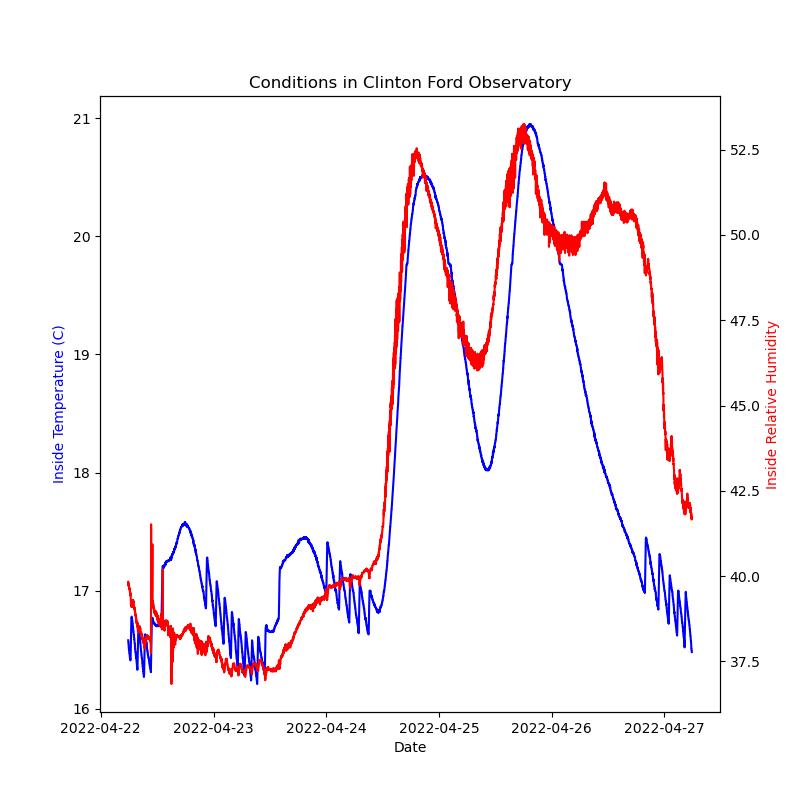 Conditions in Clinton Ford Observatory
21
20
19
18
17
16
Inside Temperature (C)
52.5
50.0
47.5
45.0
42.5
40.0
37.5
Inside Relative Humidity
2022-04-22 2022-04-23 2022-04-24 2022-04-25 2022-04-26 2022-04-27
Date